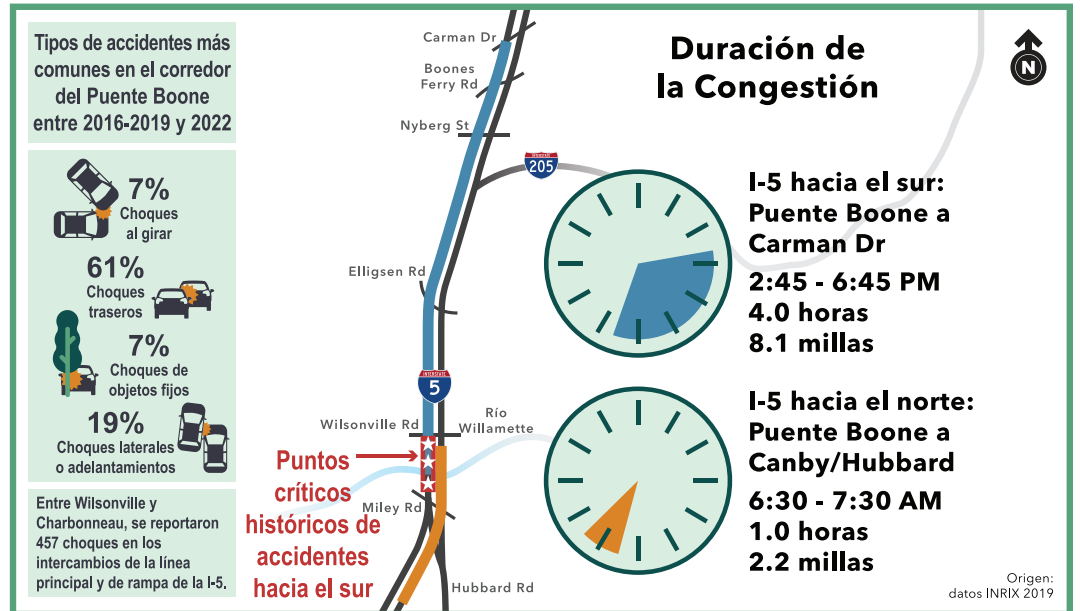 Tipos de accidentes más
comunes en el corredor
del Puente Boone
entre 2016-2019 y 2022
7%
Choques
al girar
61%
Choques
traseros
7%
Choques de
objetos fijos
19%
Choques laterales
o adelantamientos
Entre Wilsonville y
Charbonneau, se reportaron
457 choques en los
intercambios de la línea
principal y de rampa de la I-5.
Carman Dr
Boones
Ferry Rd
Nyberg St
INTERSTATE
205
Elligsen Rd
INTERSTATE
5
Wilsonville Rd
Río
Willamette
Puntos
críticos
históricos de
accidentes
hacia el sur
Miley Rd
Hubbard Rd
Duración de
la Congestión
N
I-5 hacia el sur:
Puente Boone a
Carman Dr
2:45 - 6:45 PM
4.0 horas
8.1 millas
I-5 hacia el norte:
Puente Boone a
Canby/Hubbard
6:30 - 7:30 AM
1.0 horas
2.2 millas
Origen:
datos INRIX 2019